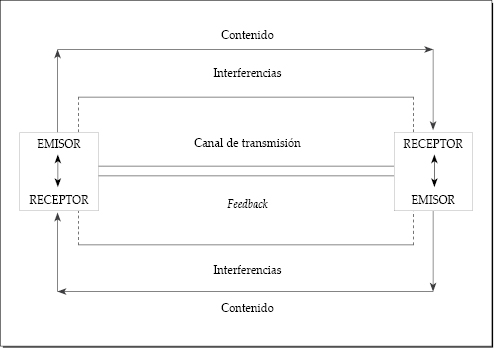 Contenido
Interferencias
EMISOR
Canal de transmisión
RECEPTOR
RECEPTOR
Feedback
EMISOR
Interferencias
Contenido